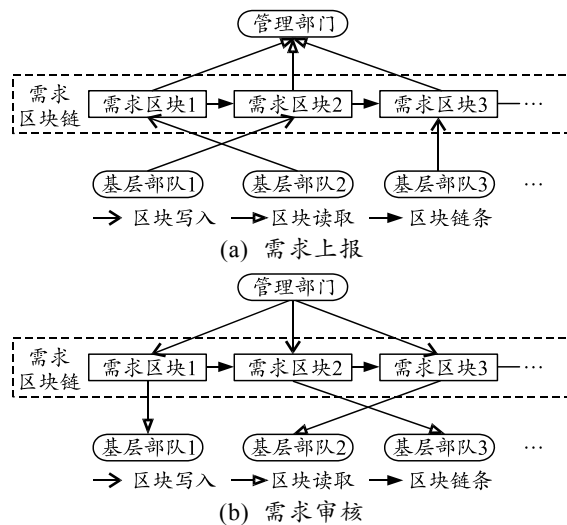 管理部门
需求
区块链
需求区块1 需求区块2 需求区块3 ···
基层部队1 基层部队2 基层部队3 ···
区块写入 区块读取 区块链条
(a) 需求上报
管理部门
需求
区块链
需求区块1 需求区块2 需求区块3 ···
基层部队1 基层部队2 基层部队3 ···
区块写入 区块读取 区块链条
(b) 需求审核